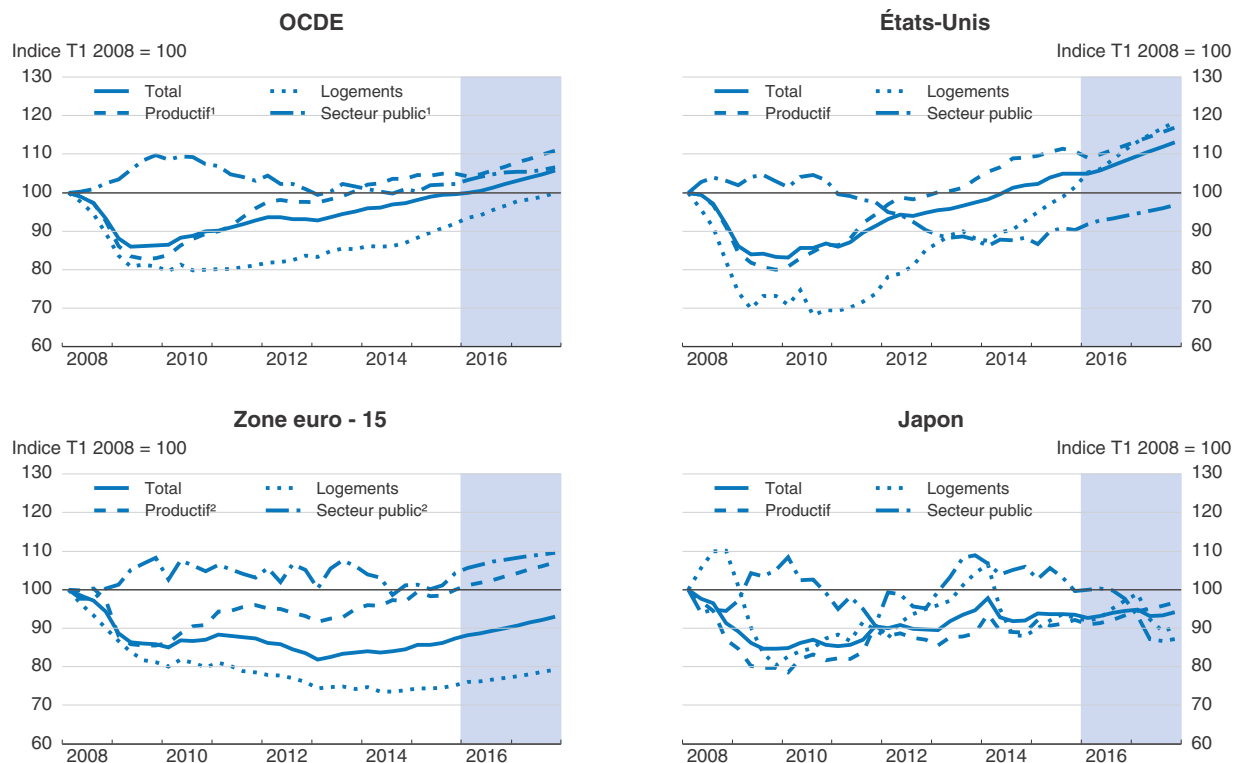 OCDE
Indice T1 2008 = 100
130
120
110
100
90
80
70
60
Total
Logements
Productif¹
Secteur public¹
2008
2010
2012
2014
2016
États-Unis
Indice T1 2008 = 100
130
120
110
100
90
80
70
60
Total
Logements
Productif
Secteur public
2008
2010
2012
2014
2016
Zone euro - 15
Indice T1 2008 = 100
130
120
110
100
90
80
70
60
Total
Logements
Productif²
Secteur public²
2008
2010
2012
2014
2016
Japon
Indice T1 2008 = 100
130
120
110
100
90
80
70
60
Total
Logements
Productif
Secteur public
2008
2010
2012
2014
2016